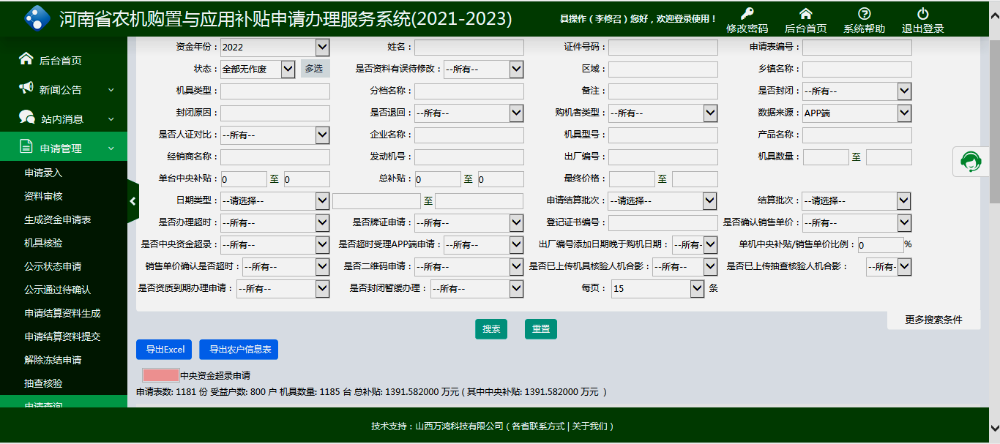 河南省农机购置与应用补贴申请办理服务系统(2021-2023)
县操作（李修召）您好，欢迎登录使用！
修改密码 后台首页 系统帮助 退出登录
后台首页
新闻公告
站内消息
申请管理
申请录入
资料审核
生成资金申请表
机具核验
公示状态申请
公示通过待确认
申请结算资料生成
申请结算资料提交
解除冻结申请
抽查核验
申请查询
资金年份： 2022 姓名： 证件号码： 申请表编号：
状态： 全部无作废 多选 是否资料有误待修改： --所有-- 区域： 乡镇名称：
机具类型： 分档名称： 备注： 是否封闭： --所有--
封闭原因： 是否退回： --所有-- 购机者类型： --所有-- 数据来源： APP端
是否人证对比： --所有-- 企业名称： 机具型号： 产品名称：
经销商名称： 发动机号： 出厂编号： 机具数量： 至
单台中央补贴： 0 至 0 总补贴： 0 至 0 最终价格： 至
日期类型： --请选择-- 至 申请结算批次： --请选择-- 结算批次： --请选择--
是否办理超时： --所有-- 是否牌证申请： --所有-- 登记证书编号： 是否确认销售单价： --所有--
是否中央资金超录： --所有-- 是否超时受理APP端申请： --所有-- 出厂编号添加日期晚于购机日期： --所有- 单机中央补贴/销售单价比例： 0 %
销售单价确认是否超时： --所有-- 是否二维码申请： --所有-- 是否已上传机具核验人机合影： --所有-- 是否已上传抽查核验人机合影： --所有-
是否资质到期办理申请： --所有-- 是否封闭暂缓办理： --所有-- 每页： 15 条
更多搜索条件
搜索 重置
导出Excel 导出农户信息表
中央资金超录申请
申请表数: 1181 份 受益户数: 800 户 机具数量: 1185 台 总补贴: 1391.582000 万元 ( 其中中央补贴: 1391.582000 万元 )
技术支持：山西万鸿科技有限公司 ( 各省联系方式 | 关于我们 )